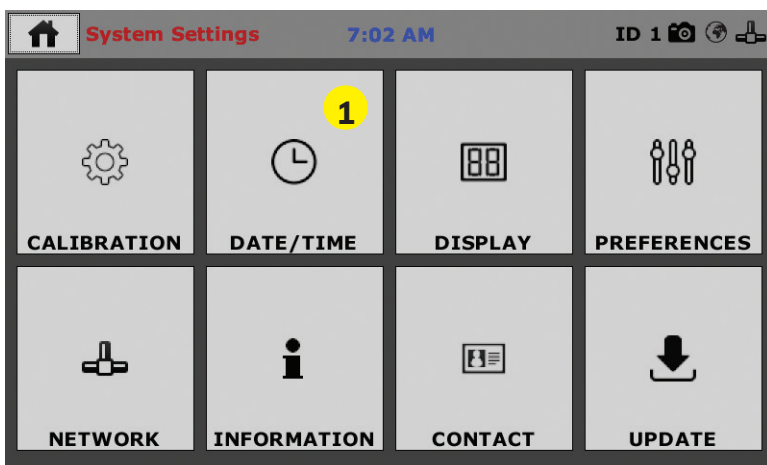 System Settings 7:02 AM ID 1
1
CALIBRATION DATE/TIME DISPLAY PREFERENCES
NETWORK INFORMATION CONTACT UPDATE